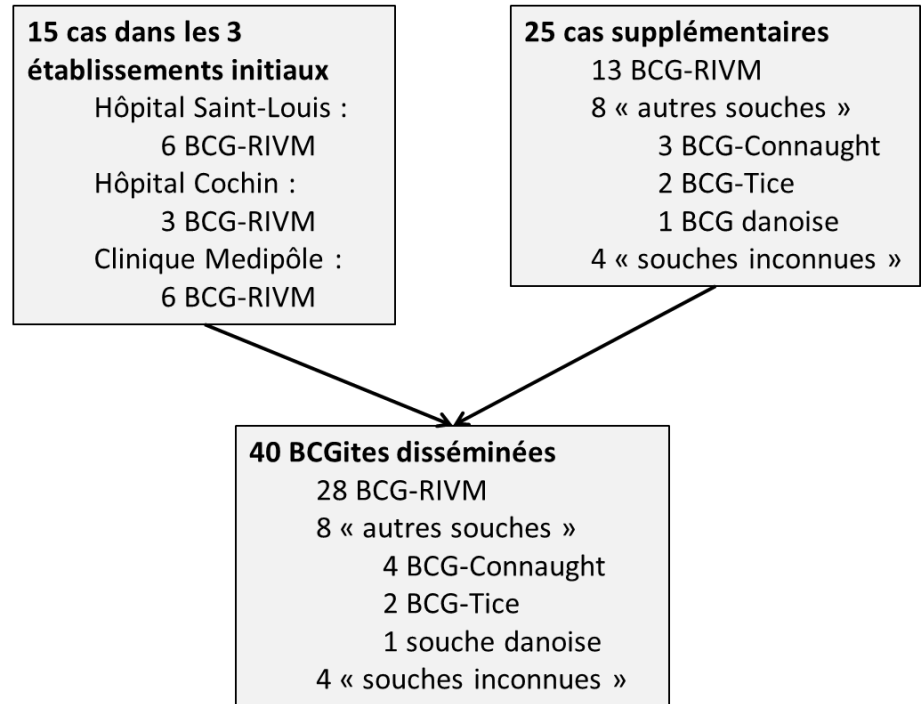 15 cas dans les 3
établissements initiaux
Hôpital Saint-Louis :
6 BCG-RIVM
Hôpital Cochin :
3 BCG-RIVM
Clinique Medipôle :
6 BCG-RIVM
25 cas supplémentaires
13 BCG-RIVM
8 « autres souches »
3 BCG-Connaught
2 BCG-Tice
1 BCG danoise
4 « souches inconnues »
40 BCGites disséminées
28 BCG-RIVM
8 « autres souches »
4 BCG-Connaught
2 BCG-Tice
1 souche danoise
4 « souches inconnues »